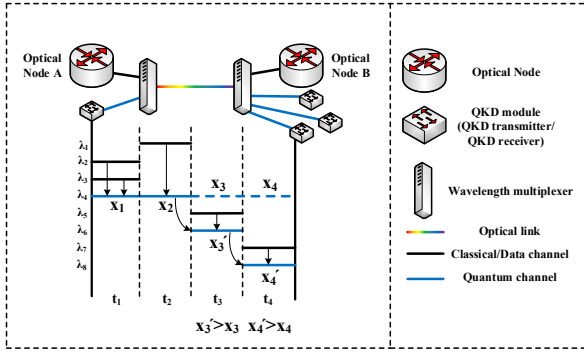 Optical
Node A
Optical
Node B
λ₁
λ₂
λ₃
λ₄
λ₅
λ₆
λ₇
λ₈
x₁
x₂
x₃
x₄
x₃′
x₄′
t₁
t₂
t₃
t₄
x₃′>x₃ x₄′>x₄
Optical Node
QKD module
(QKD transmitter/
QKD receiver)
Wavelength multiplexer
Optical link
Classical/Data channel
Quantum channel